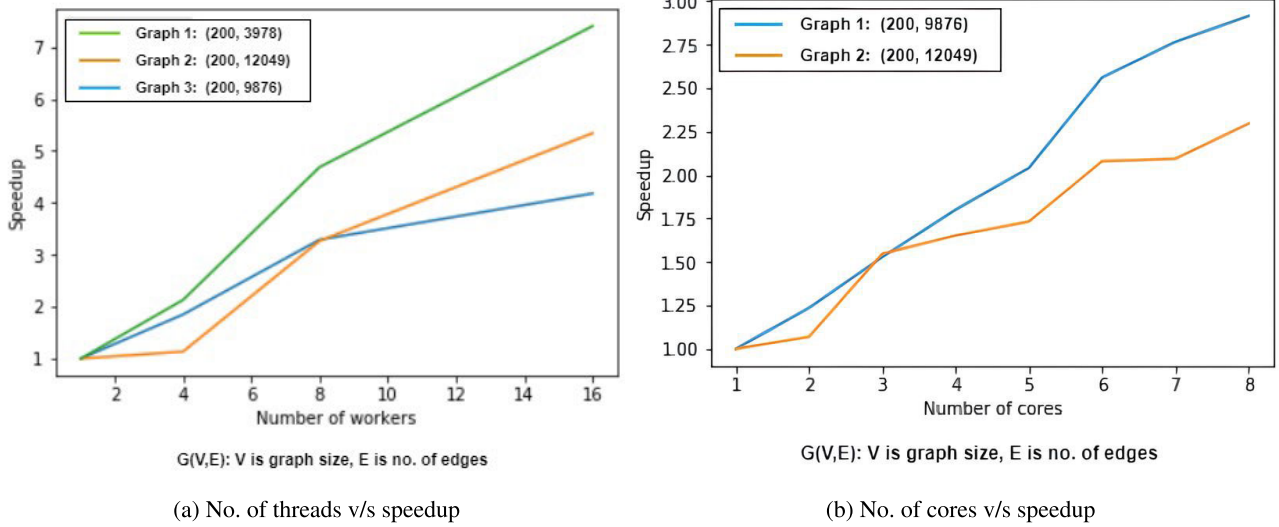 Graph 1: (200, 3978)
Graph 2: (200, 12049)
Graph 3: (200, 9876)
7
6
5
4
3
2
1
Speedup
2 4 6 8 10 12 14 16
Number of workers
G(V,E): V is graph size, E is no. of edges
(a) No. of threads v/s speedup
Graph 1: (200, 9876)
Graph 2: (200, 12049)
3.00
2.75
2.50
2.25
2.00
1.75
1.50
1.25
1.00
Speedup
1 2 3 4 5 6 7 8
Number of cores
G(V,E): V is graph size, E is no. of edges
(b) No. of cores v/s speedup